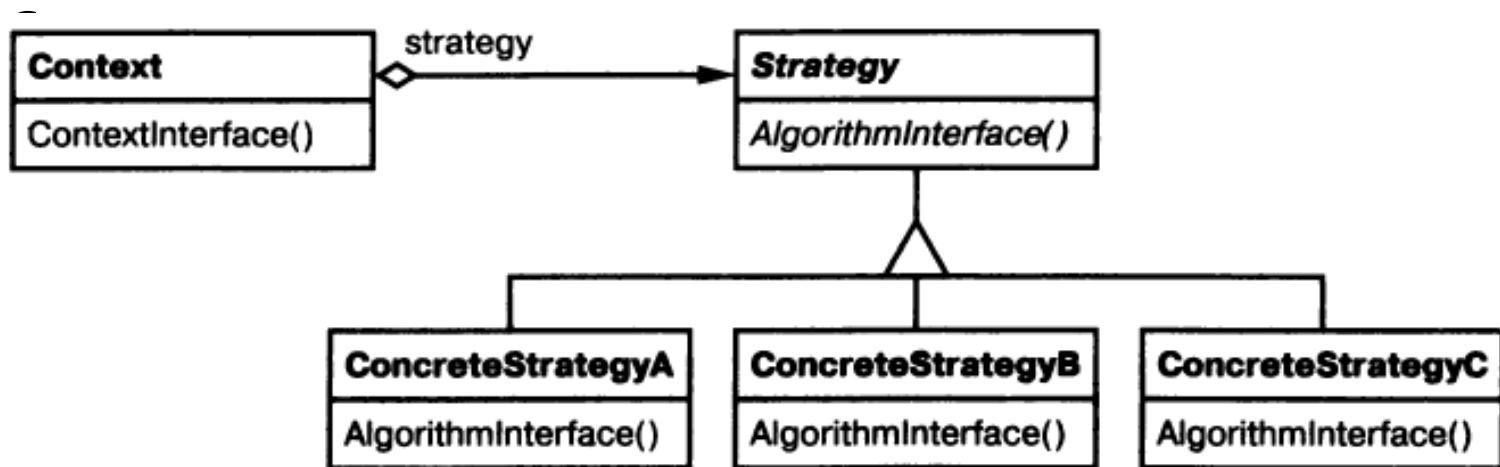 strategy
Context
Strategy
ContextInterface()
AlgorithmInterface()
ConcreteStrategyA
ConcreteStrategyB
ConcreteStrategyC
AlgorithmInterface()
AlgorithmInterface()
AlgorithmInterface()